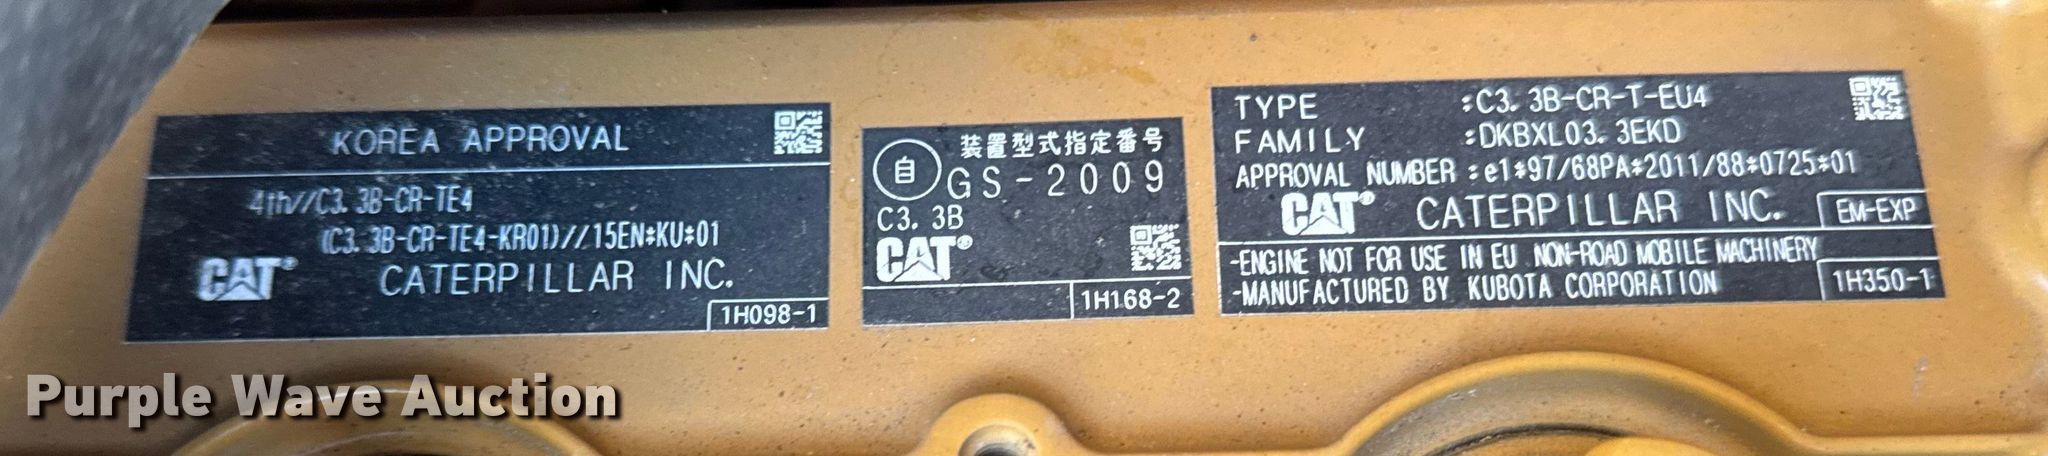 KOREA APPROVAL
4th//C3.3B-CR-TE4
(C3.3B-CR-TE4-KR01)//15EN*KU*01
CAT® CATERPILLAR INC.
1H098-1
自
装置型式指定番号
GS-2009
C3.3B
CAT®
1H168-2
TYPE :C3.3B-CR-T-EU4
FAMILY :DKBXL03.3EKD
APPROVAL NUMBER :e1*97/68PA*2011/88*0725*01
CAT® CATERPILLAR INC. EM-EXP
-ENGINE NOT FOR USE IN EU NON-ROAD MOBILE MACHINERY
-MANUFACTURED BY KUBOTA CORPORATION 1H350-1
Purple Wave Auction